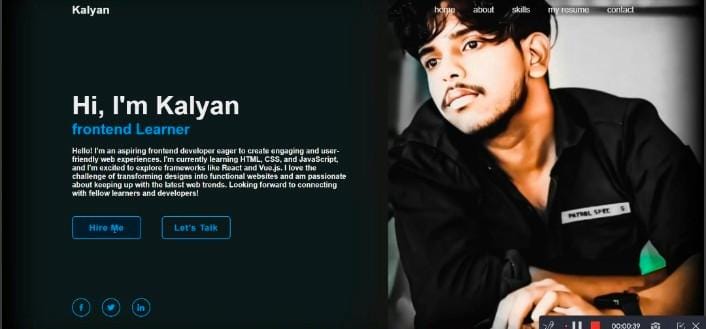 Kalyan
home about skills my resume contact
Hi, I'm Kalyan
frontend Learner
Hello! I'm an aspiring frontend developer eager to create engaging and user-
friendly web experiences. I'm currently learning HTML, CSS, and JavaScript,
and I'm excited to explore frameworks like React and Vue.js. I love the
challenge of transforming designs into functional websites and am passionate
about keeping up with the latest web trends. Looking forward to connecting
with fellow learners and developers!
Hire Me Let's Talk
00:00:39